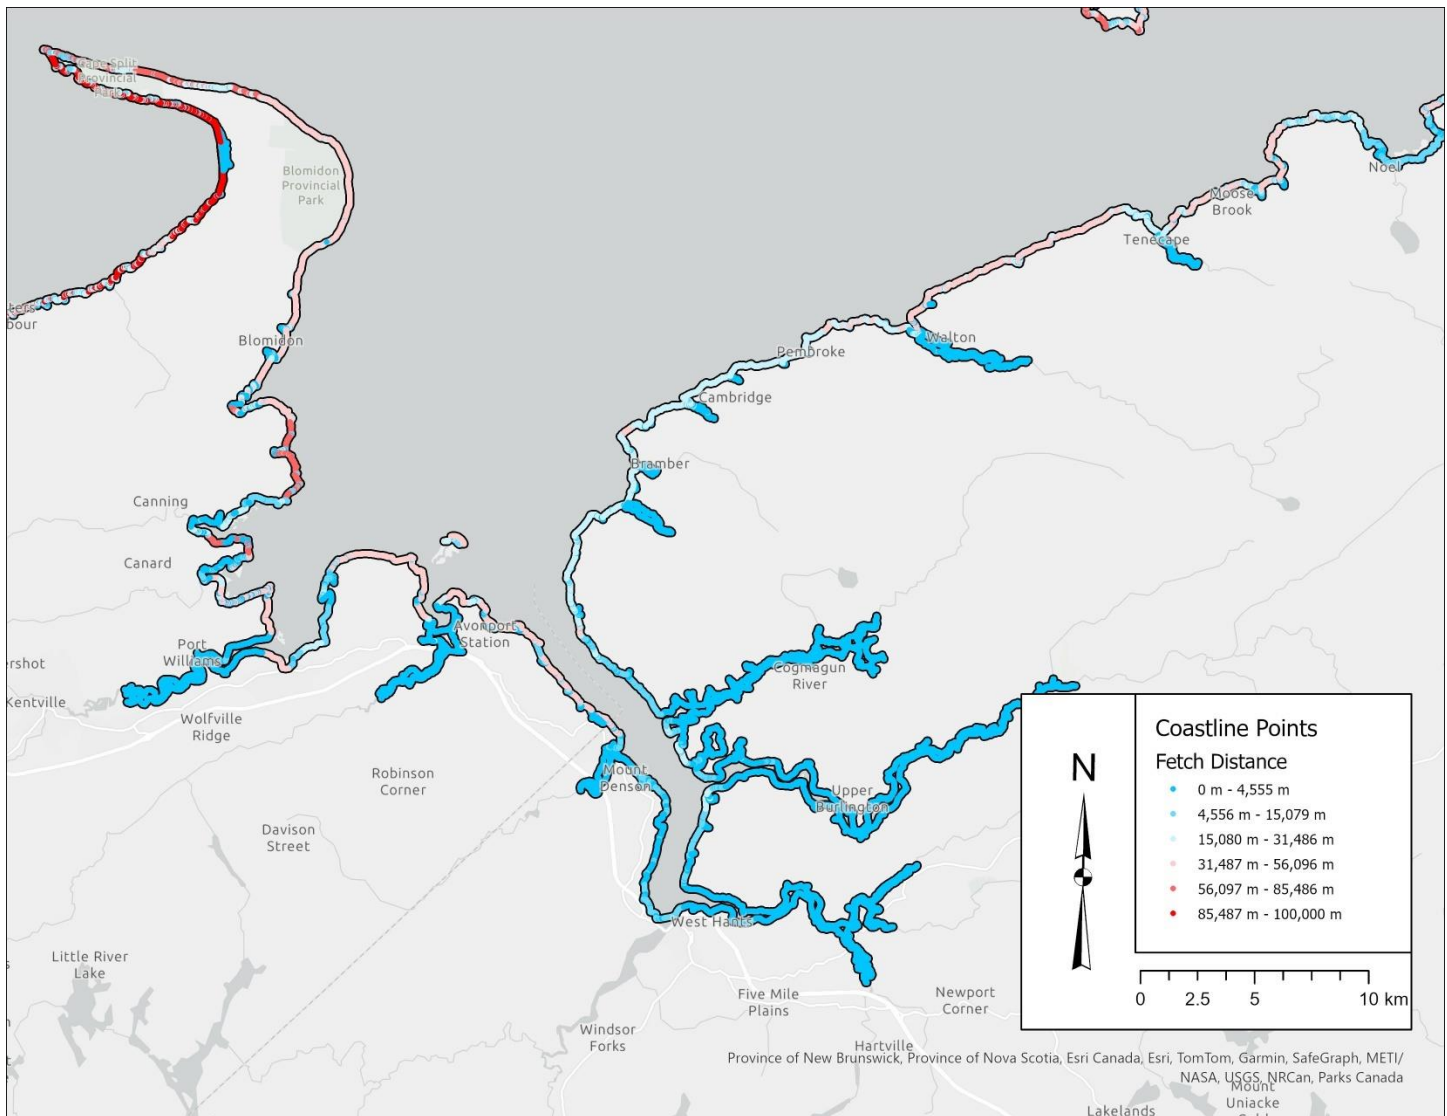 Cape Split
Provincial
Park
Blomidon
Provincial
Park
Noel
Moose
Brook
Tenecape
ters
bour
Blomidon
Walton
Pembroke
Cambridge
Bramber
Canning
Canard
Avonport
Station
Port
Williams
ershot
Kentville
Cogmagun
River
Wolfville
Ridge
Robinson
Corner
Mount
Denson
Upper
Burlington
Davison
Street
West Hants
Little River
Lake
Five Mile
Plains
Newport
Corner
Windsor
Forks
Hartville
Mount
Uniacke
Lakelands
N
Coastline Points
Fetch Distance
0 m - 4,555 m
4,556 m - 15,079 m
15,080 m - 31,486 m
31,487 m - 56,096 m
56,097 m - 85,486 m
85,487 m - 100,000 m
0 2.5 5 10 km
Province of New Brunswick, Province of Nova Scotia, Esri Canada, Esri, TomTom, Garmin, SafeGraph, METI/
NASA, USGS, NRCan, Parks Canada